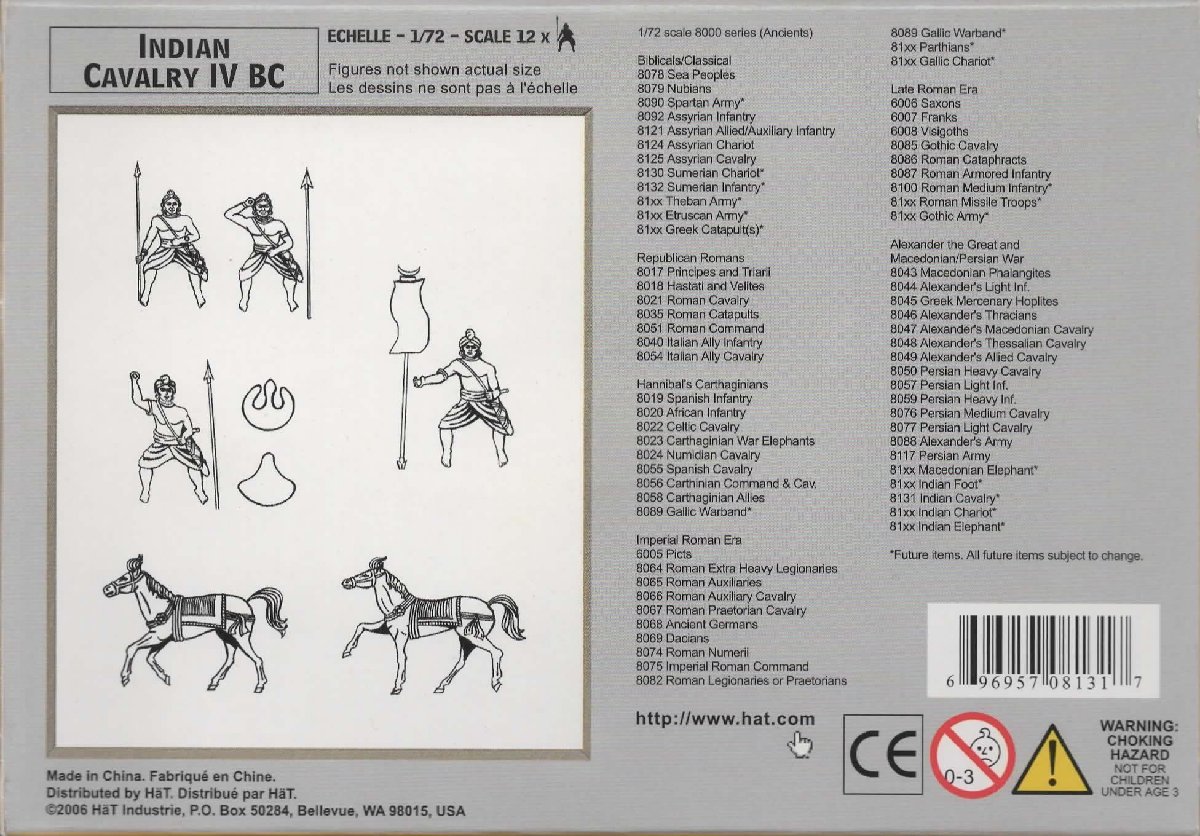 INDIAN
CAVALRY IV BC
ECHELLE – 1/72 – SCALE 12 x
Figures not shown actual size
Les dessins ne sont pas à l'échelle
Made in China. Fabriqué en Chine.
Distributed by HäT. Distribué par HäT.
©2006 HäT Industrie, P.O. Box 50284, Bellevue, WA 98015, USA
1/72 scale 8000 series (Ancients)
Biblicals/Classical
8078 Sea Peoples
8079 Nubians
8090 Spartan Army*
8092 Assyrian Infantry
8121 Assyrian Allied/Auxiliary Infantry
8124 Assyrian Chariot
8125 Assyrian Cavalry
8130 Sumerian Chariot*
8132 Sumerian Infantry*
81xx Theban Army*
81xx Etruscan Army*
81xx Greek Catapult(s)*
Republican Romans
8017 Principes and Triarii
8018 Hastati and Velites
8021 Roman Cavalry
8035 Roman Catapults
8051 Roman Command
8040 Italian Ally Infantry
8054 Italian Ally Cavalry
Hannibal's Carthaginians
8019 Spanish Infantry
8020 African Infantry
8022 Celtic Cavalry
8023 Carthaginian War Elephants
8024 Numidian Cavalry
8055 Spanish Cavalry
8056 Carthinian Command & Cav.
8058 Carthaginian Allies
8089 Gallic Warband*
Imperial Roman Era
6005 Picts
8064 Roman Extra Heavy Legionaries
8065 Roman Auxiliaries
8066 Roman Auxiliary Cavalry
8067 Roman Praetorian Cavalry
8068 Ancient Germans
8069 Dacians
8074 Roman Numerii
8075 Imperial Roman Command
8082 Roman Legionaries or Praetorians
http://www.hat.com
8089 Gallic Warband*
81xx Parthians*
81xx Gallic Chariot*
Late Roman Era
6006 Saxons
6007 Franks
6008 Visigoths
8085 Gothic Cavalry
8086 Roman Cataphracts
8087 Roman Armored Infantry
8100 Roman Medium Infantry*
81xx Roman Missile Troops*
81xx Gothic Army*
Alexander the Great and
Macedonian/Persian War
8043 Macedonian Phalangites
8044 Alexander's Light Inf.
8045 Greek Mercenary Hoplites
8046 Alexander's Thracians
8047 Alexander's Macedonian Cavalry
8048 Alexander's Thessalian Cavalry
8049 Alexander's Allied Cavalry
8050 Persian Heavy Cavalry
8057 Persian Light Inf.
8059 Persian Heavy Inf.
8076 Persian Medium Cavalry
8077 Persian Light Cavalry
8088 Alexander's Army
8117 Persian Army
81xx Macedonian Elephant*
81xx Indian Foot*
8131 Indian Cavalry*
81xx Indian Chariot*
81xx Indian Elephant*
*Future items. All future items subject to change.
6 96957 08131 7
CE
0-3
WARNING:
CHOKING
HAZARD
NOT FOR
CHILDREN
UNDER AGE 3